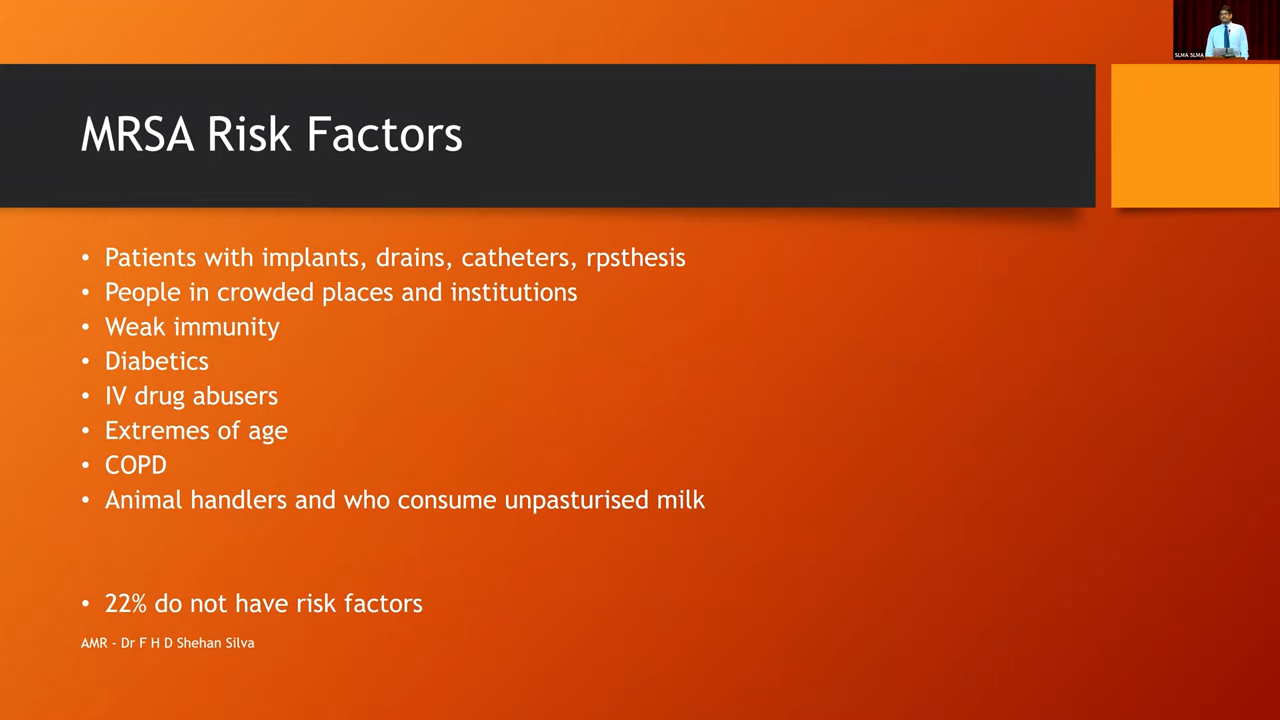 SLMA SLMA
MRSA Risk Factors
• Patients with implants, drains, catheters, rpsthesis
• People in crowded places and institutions
• Weak immunity
• Diabetics
• IV drug abusers
• Extremes of age
• COPD
• Animal handlers and who consume unpasturised milk
• 22% do not have risk factors
AMR - Dr F H D Shehan Silva